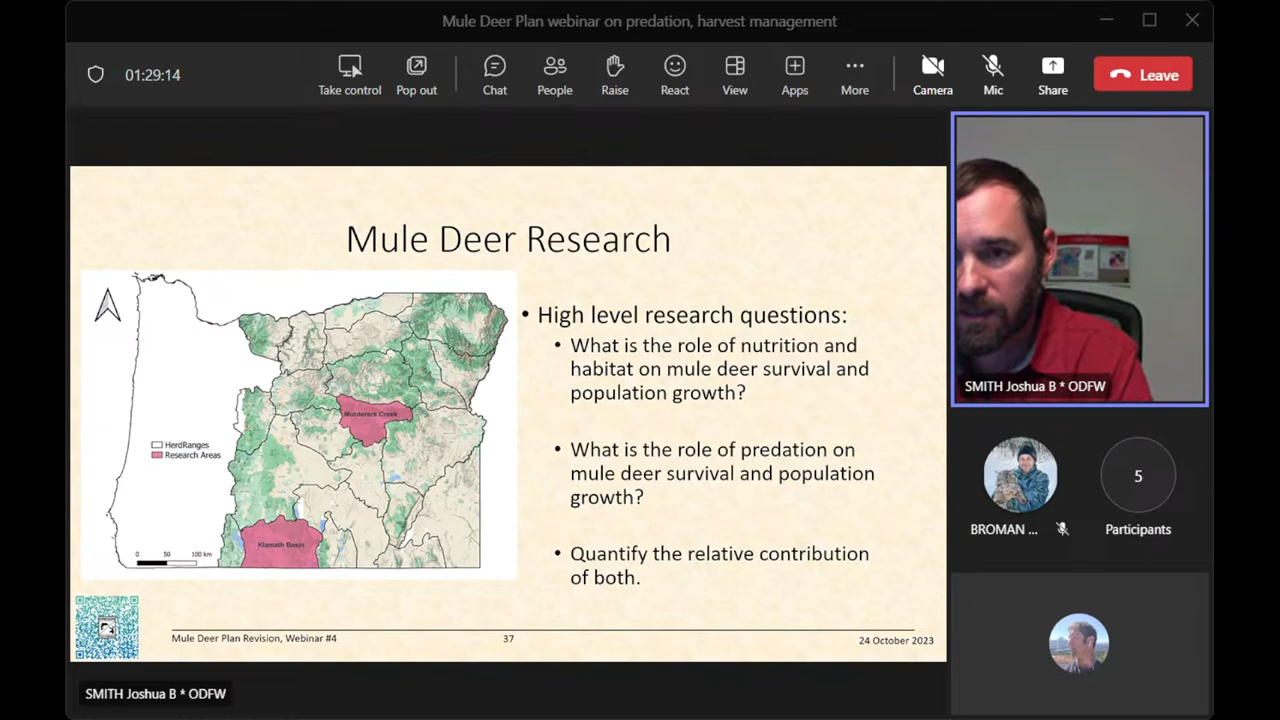 Mule Deer Plan webinar on predation, harvest management
01:29:14
Take control
Pop out
Chat
People
Raise
React
View
Apps
More
Camera
Mic
Share
Leave
Mule Deer Research
Murderers Creek
Klamath Basin
HerdRanges
Research Areas
0 50 100 km
• High level research questions:
• What is the role of nutrition and
habitat on mule deer survival and
population growth?
• What is the role of predation on
mule deer survival and population
growth?
• Quantify the relative contribution
of both.
Mule Deer Plan Revision, Webinar #4
37
24 October 2023
SMITH Joshua B * ODFW
SMITH Joshua B * ODFW
BROMAN ...
5
Participants